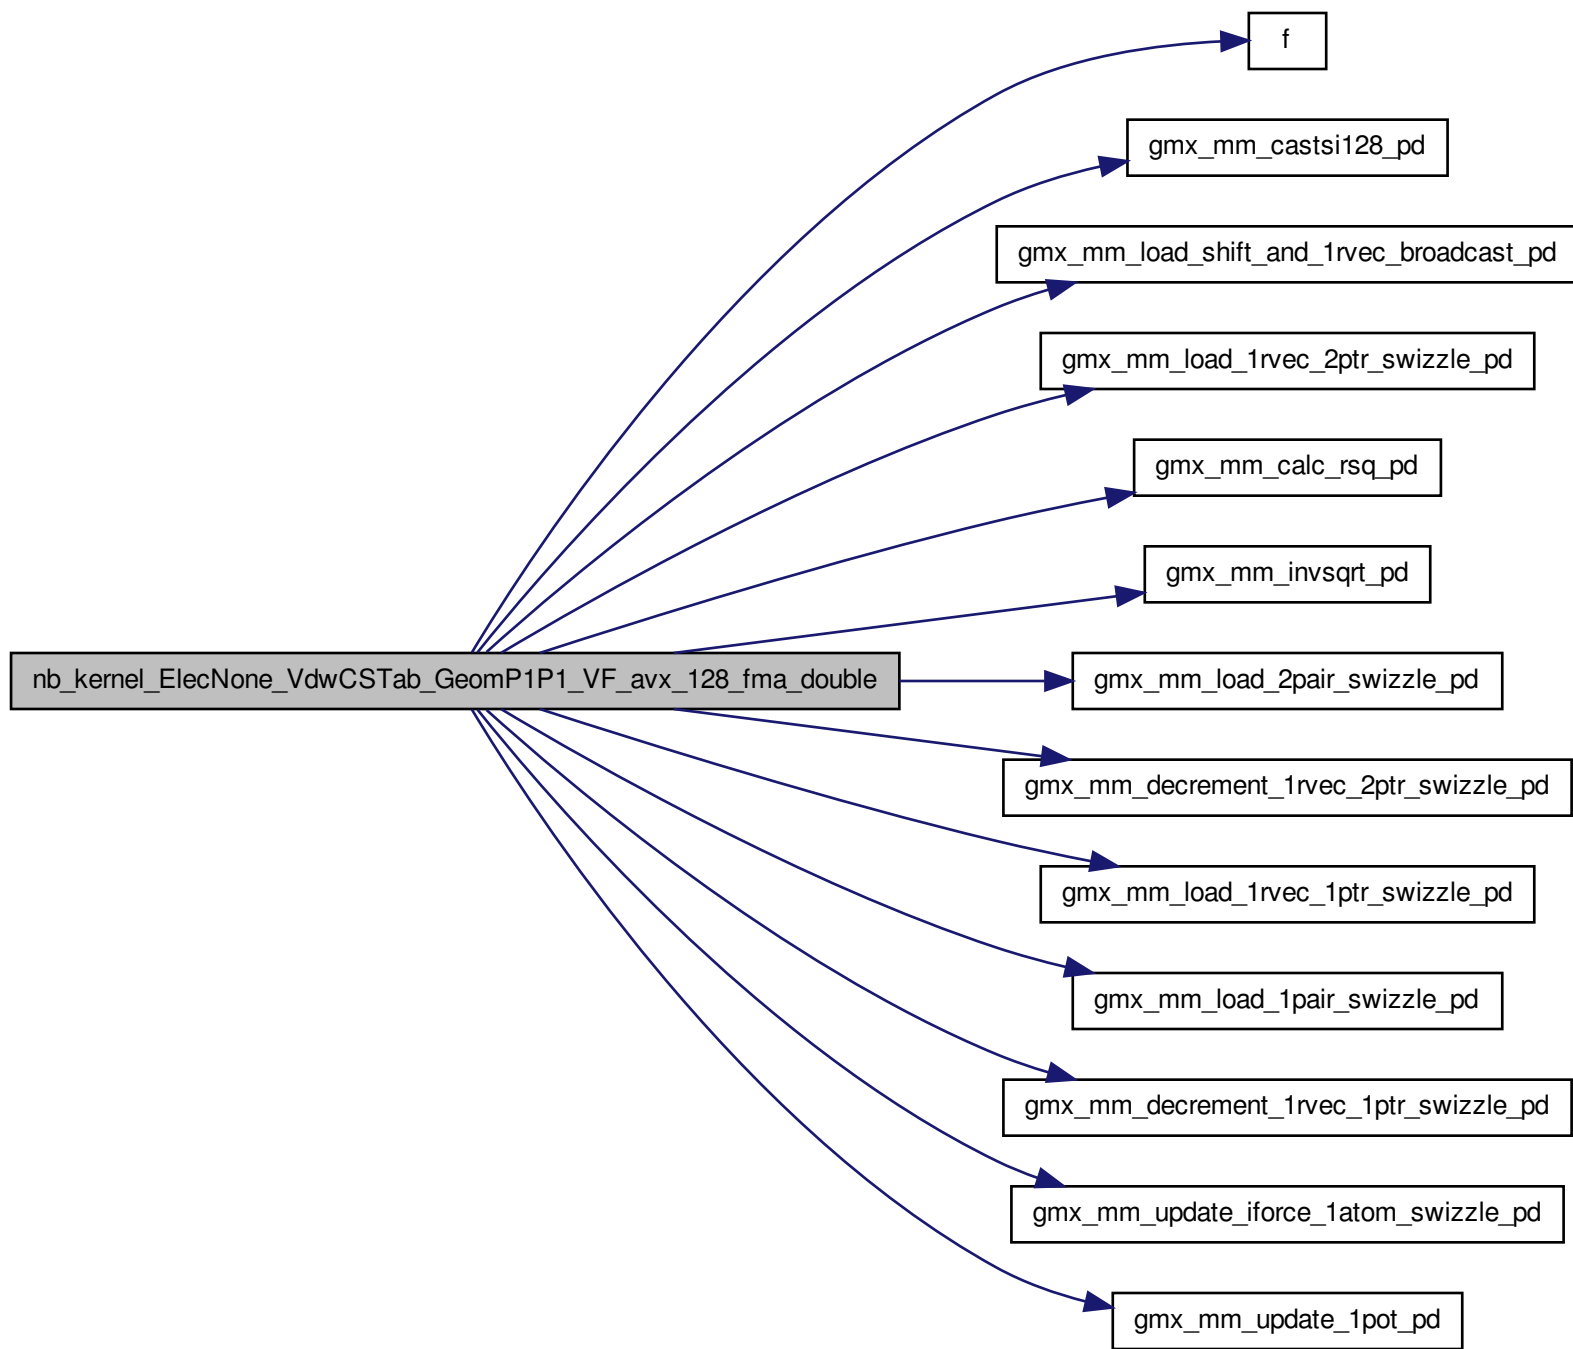 f
gmx_mm_castsi128_pd
gmx_mm_load_shift_and_1rvec_broadcast_pd
gmx_mm_load_1rvec_2ptr_swizzle_pd
gmx_mm_calc_rsq_pd
gmx_mm_invsqrt_pd
nb_kernel_ElecNone_VdwCSTab_GeomP1P1_VF_avx_128_fma_double
gmx_mm_load_2pair_swizzle_pd
gmx_mm_decrement_1rvec_2ptr_swizzle_pd
gmx_mm_load_1rvec_1ptr_swizzle_pd
gmx_mm_load_1pair_swizzle_pd
gmx_mm_decrement_1rvec_1ptr_swizzle_pd
gmx_mm_update_iforce_1atom_swizzle_pd
gmx_mm_update_1pot_pd